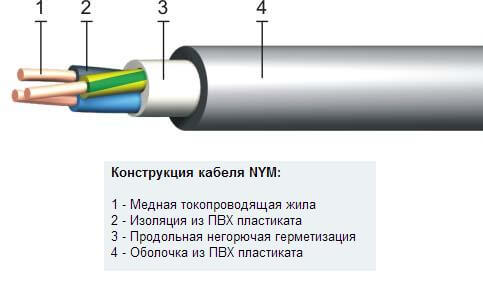 1 2 3 4
Конструкция кабеля NYM:
1 - Медная токопроводящая жила
2 - Изоляция из ПВХ пластиката
3 - Продольная негорючая герметизация
4 - Оболочка из ПВХ пластиката